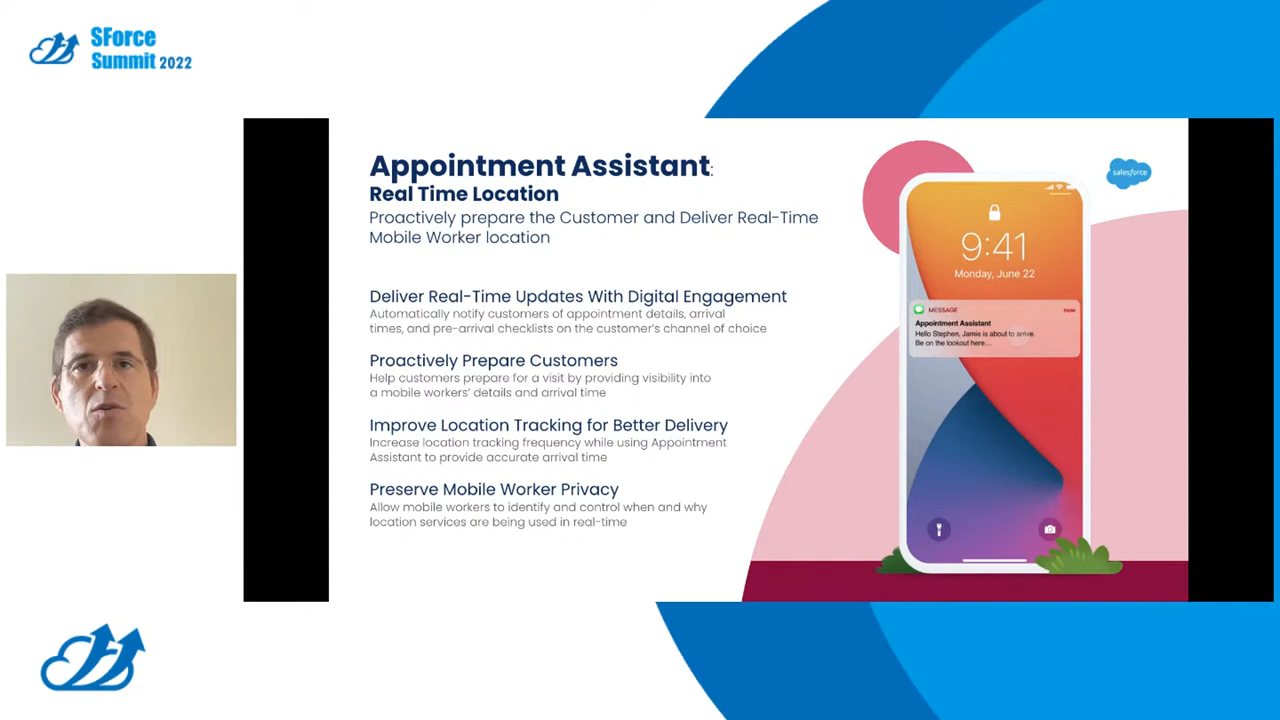 SForce
Summit 2022
Appointment Assistant:
Real Time Location
Proactively prepare the Customer and Deliver Real-Time
Mobile Worker location
Deliver Real-Time Updates With Digital Engagement
Automatically notify customers of appointment details, arrival
times, and pre-arrival checklists on the customer's channel of choice
Proactively Prepare Customers
Help customers prepare for a visit by providing visibility into
a mobile workers' details and arrival time
Improve Location Tracking for Better Delivery
Increase location tracking frequency while using Appointment
Assistant to provide accurate arrival time
Preserve Mobile Worker Privacy
Allow mobile workers to identify and control when and why
location services are being used in real-time
salesforce
9:41
Monday, June 22
MESSAGE now
Appointment Assistant
Hello Stephen, Jamie is about to arrive.
Be on the lookout here...